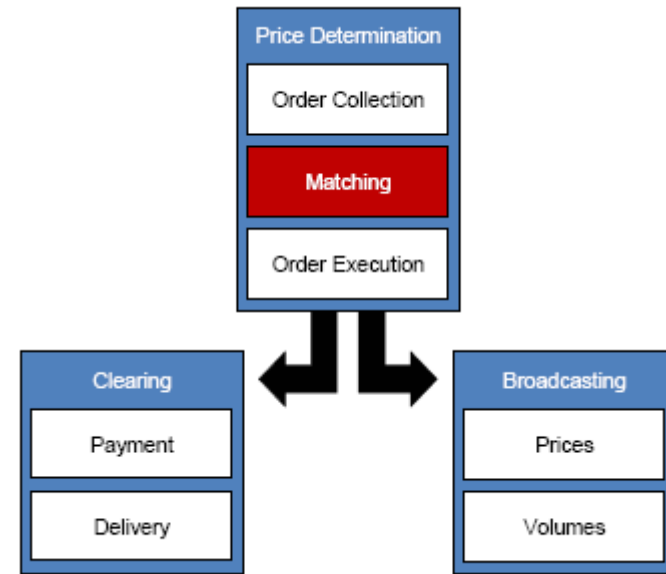 Price Determination
Order Collection
Matching
Order Execution
Clearing
Payment
Delivery
Broadcasting
Prices
Volumes